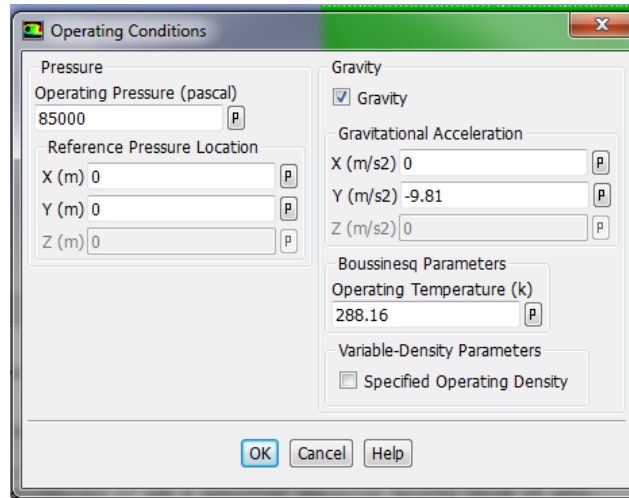 Operating Conditions
Pressure
Operating Pressure (pascal)
85000 P
Reference Pressure Location
X (m) 0 P
Y (m) 0 P
Z (m) 0 P
Gravity
Gravity
Gravitational Acceleration
X (m/s2) 0 P
Y (m/s2) -9.81 P
Z (m/s2) 0 P
Boussinesq Parameters
Operating Temperature (k)
288.16 P
Variable-Density Parameters
Specified Operating Density
OK Cancel Help